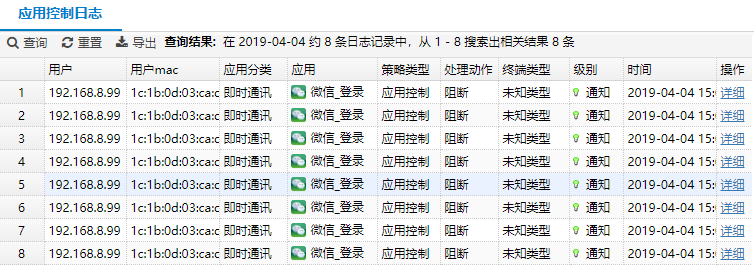 应用控制日志
查询 重置 导出 查询结果: 在 2019-04-04 约 8 条日志记录中，从 1 - 8 搜索出相关结果 8 条
用户 用户mac 应用分类 应用 策略类型 处理动作 终端类型 级别 时间 操作
1 192.168.8.99 1c:1b:0d:03:ca:c 即时通讯 微信_登录 应用控制 阻断 未知类型 通知 2019-04-04 15: 详细
2 192.168.8.99 1c:1b:0d:03:ca:c 即时通讯 微信_登录 应用控制 阻断 未知类型 通知 2019-04-04 15: 详细
3 192.168.8.99 1c:1b:0d:03:ca:c 即时通讯 微信_登录 应用控制 阻断 未知类型 通知 2019-04-04 15: 详细
4 192.168.8.99 1c:1b:0d:03:ca:c 即时通讯 微信_登录 应用控制 阻断 未知类型 通知 2019-04-04 15: 详细
5 192.168.8.99 1c:1b:0d:03:ca:c 即时通讯 微信_登录 应用控制 阻断 未知类型 通知 2019-04-04 15: 详细
6 192.168.8.99 1c:1b:0d:03:ca:c 即时通讯 微信_登录 应用控制 阻断 未知类型 通知 2019-04-04 15: 详细
7 192.168.8.99 1c:1b:0d:03:ca:c 即时通讯 微信_登录 应用控制 阻断 未知类型 通知 2019-04-04 15: 详细
8 192.168.8.99 1c:1b:0d:03:ca:c 即时通讯 微信_登录 应用控制 阻断 未知类型 通知 2019-04-04 15: 详细